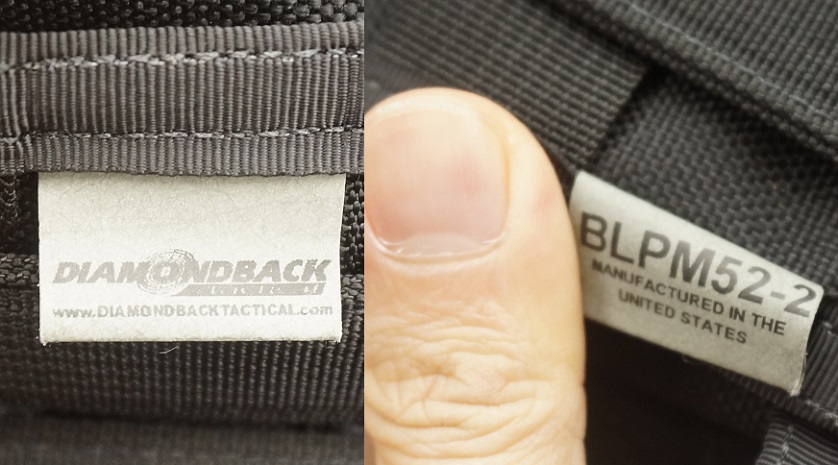 DIAMONDBACK
www.DIAMONDBACKTACTICAL.com
BLPM52-2
MANUFACTURED IN THE
UNITED STATES